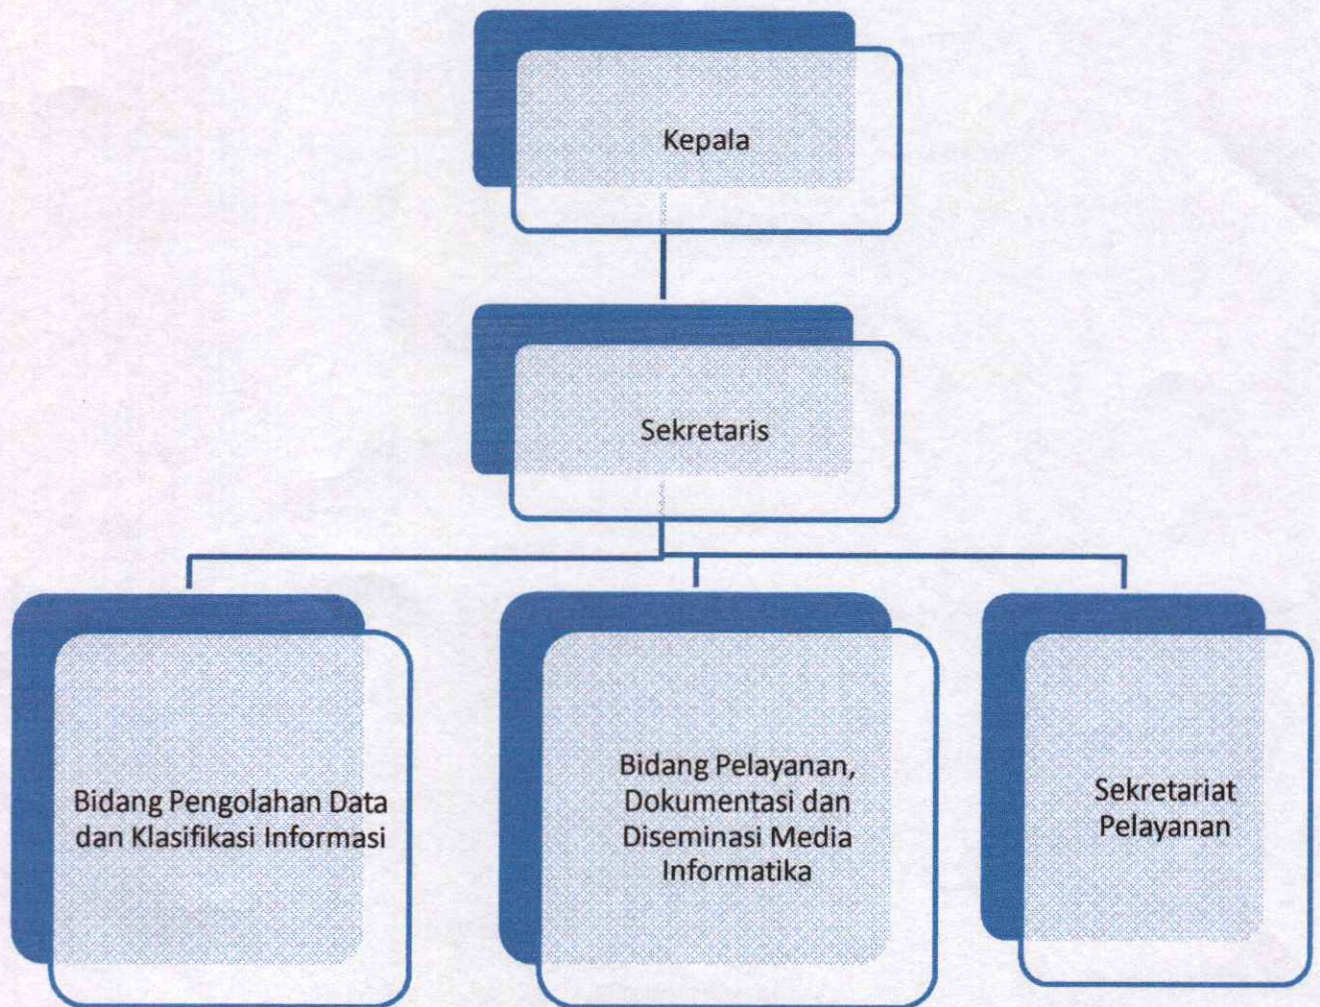 Kepala
Sekretaris
Bidang Pengolahan Data
dan Klasifikasi Informasi
Bidang Pelayanan,
Dokumentasi dan
Diseminasi Media
Informatika
Sekretariat
Pelayanan